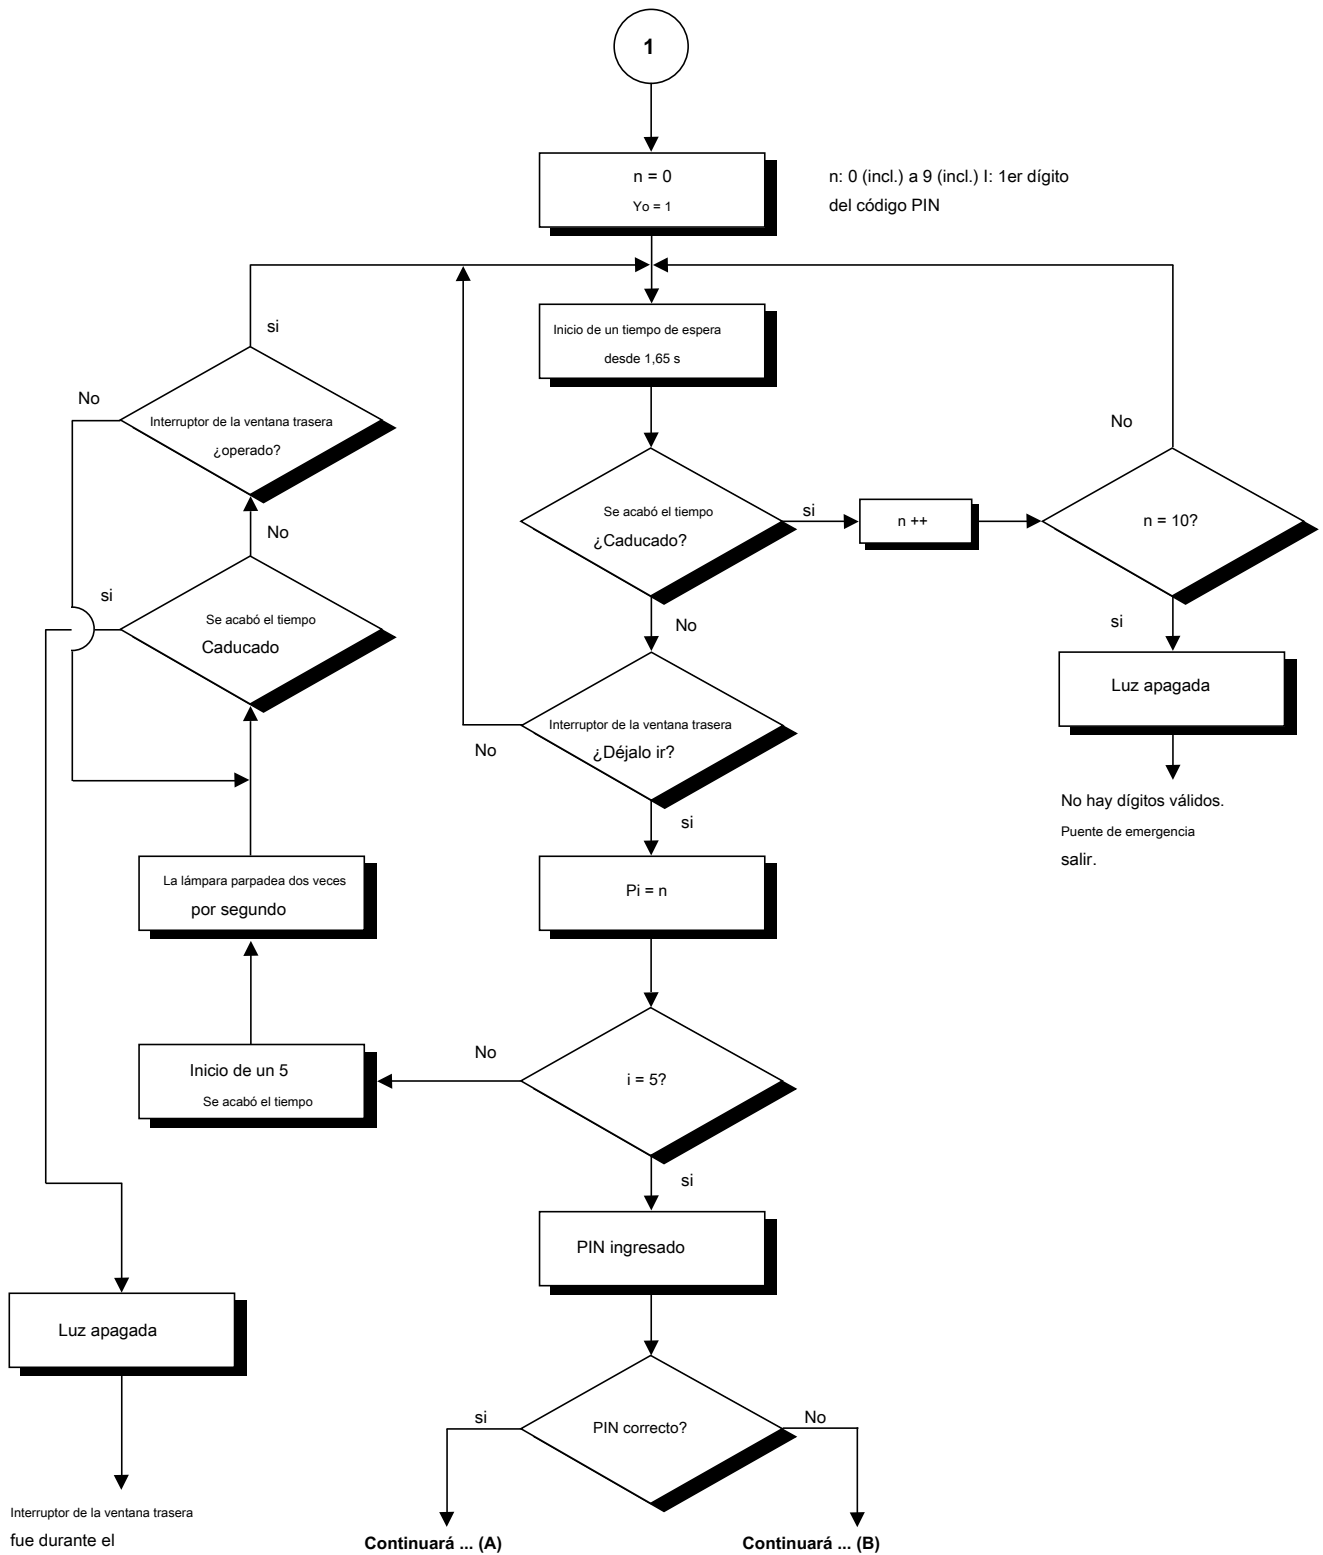 1
n = 0
Yo = 1
n: 0 (incl.) a 9 (incl.) I: 1er dígito
del código PIN
si
Inicio de un tiempo de espera
desde 1,65 s
No
Interruptor de la ventana trasera
¿operado?
No
Se acabó el tiempo
¿Caducado?
si
n ++
n = 10?
No
si
Se acabó el tiempo
Caducado
No
si
Luz apagada
Interruptor de la ventana trasera
¿Déjalo ir?
No
si
No hay dígitos válidos.
Puente de emergencia
salir.
La lámpara parpadea dos veces
por segundo
Pi = n
Inicio de un 5
Se acabó el tiempo
No
i = 5?
si
PIN ingresado
Luz apagada
si
PIN correcto?
No
Interruptor de la ventana trasera
fue durante el
Continuará ... (A)
Continuará ... (B)